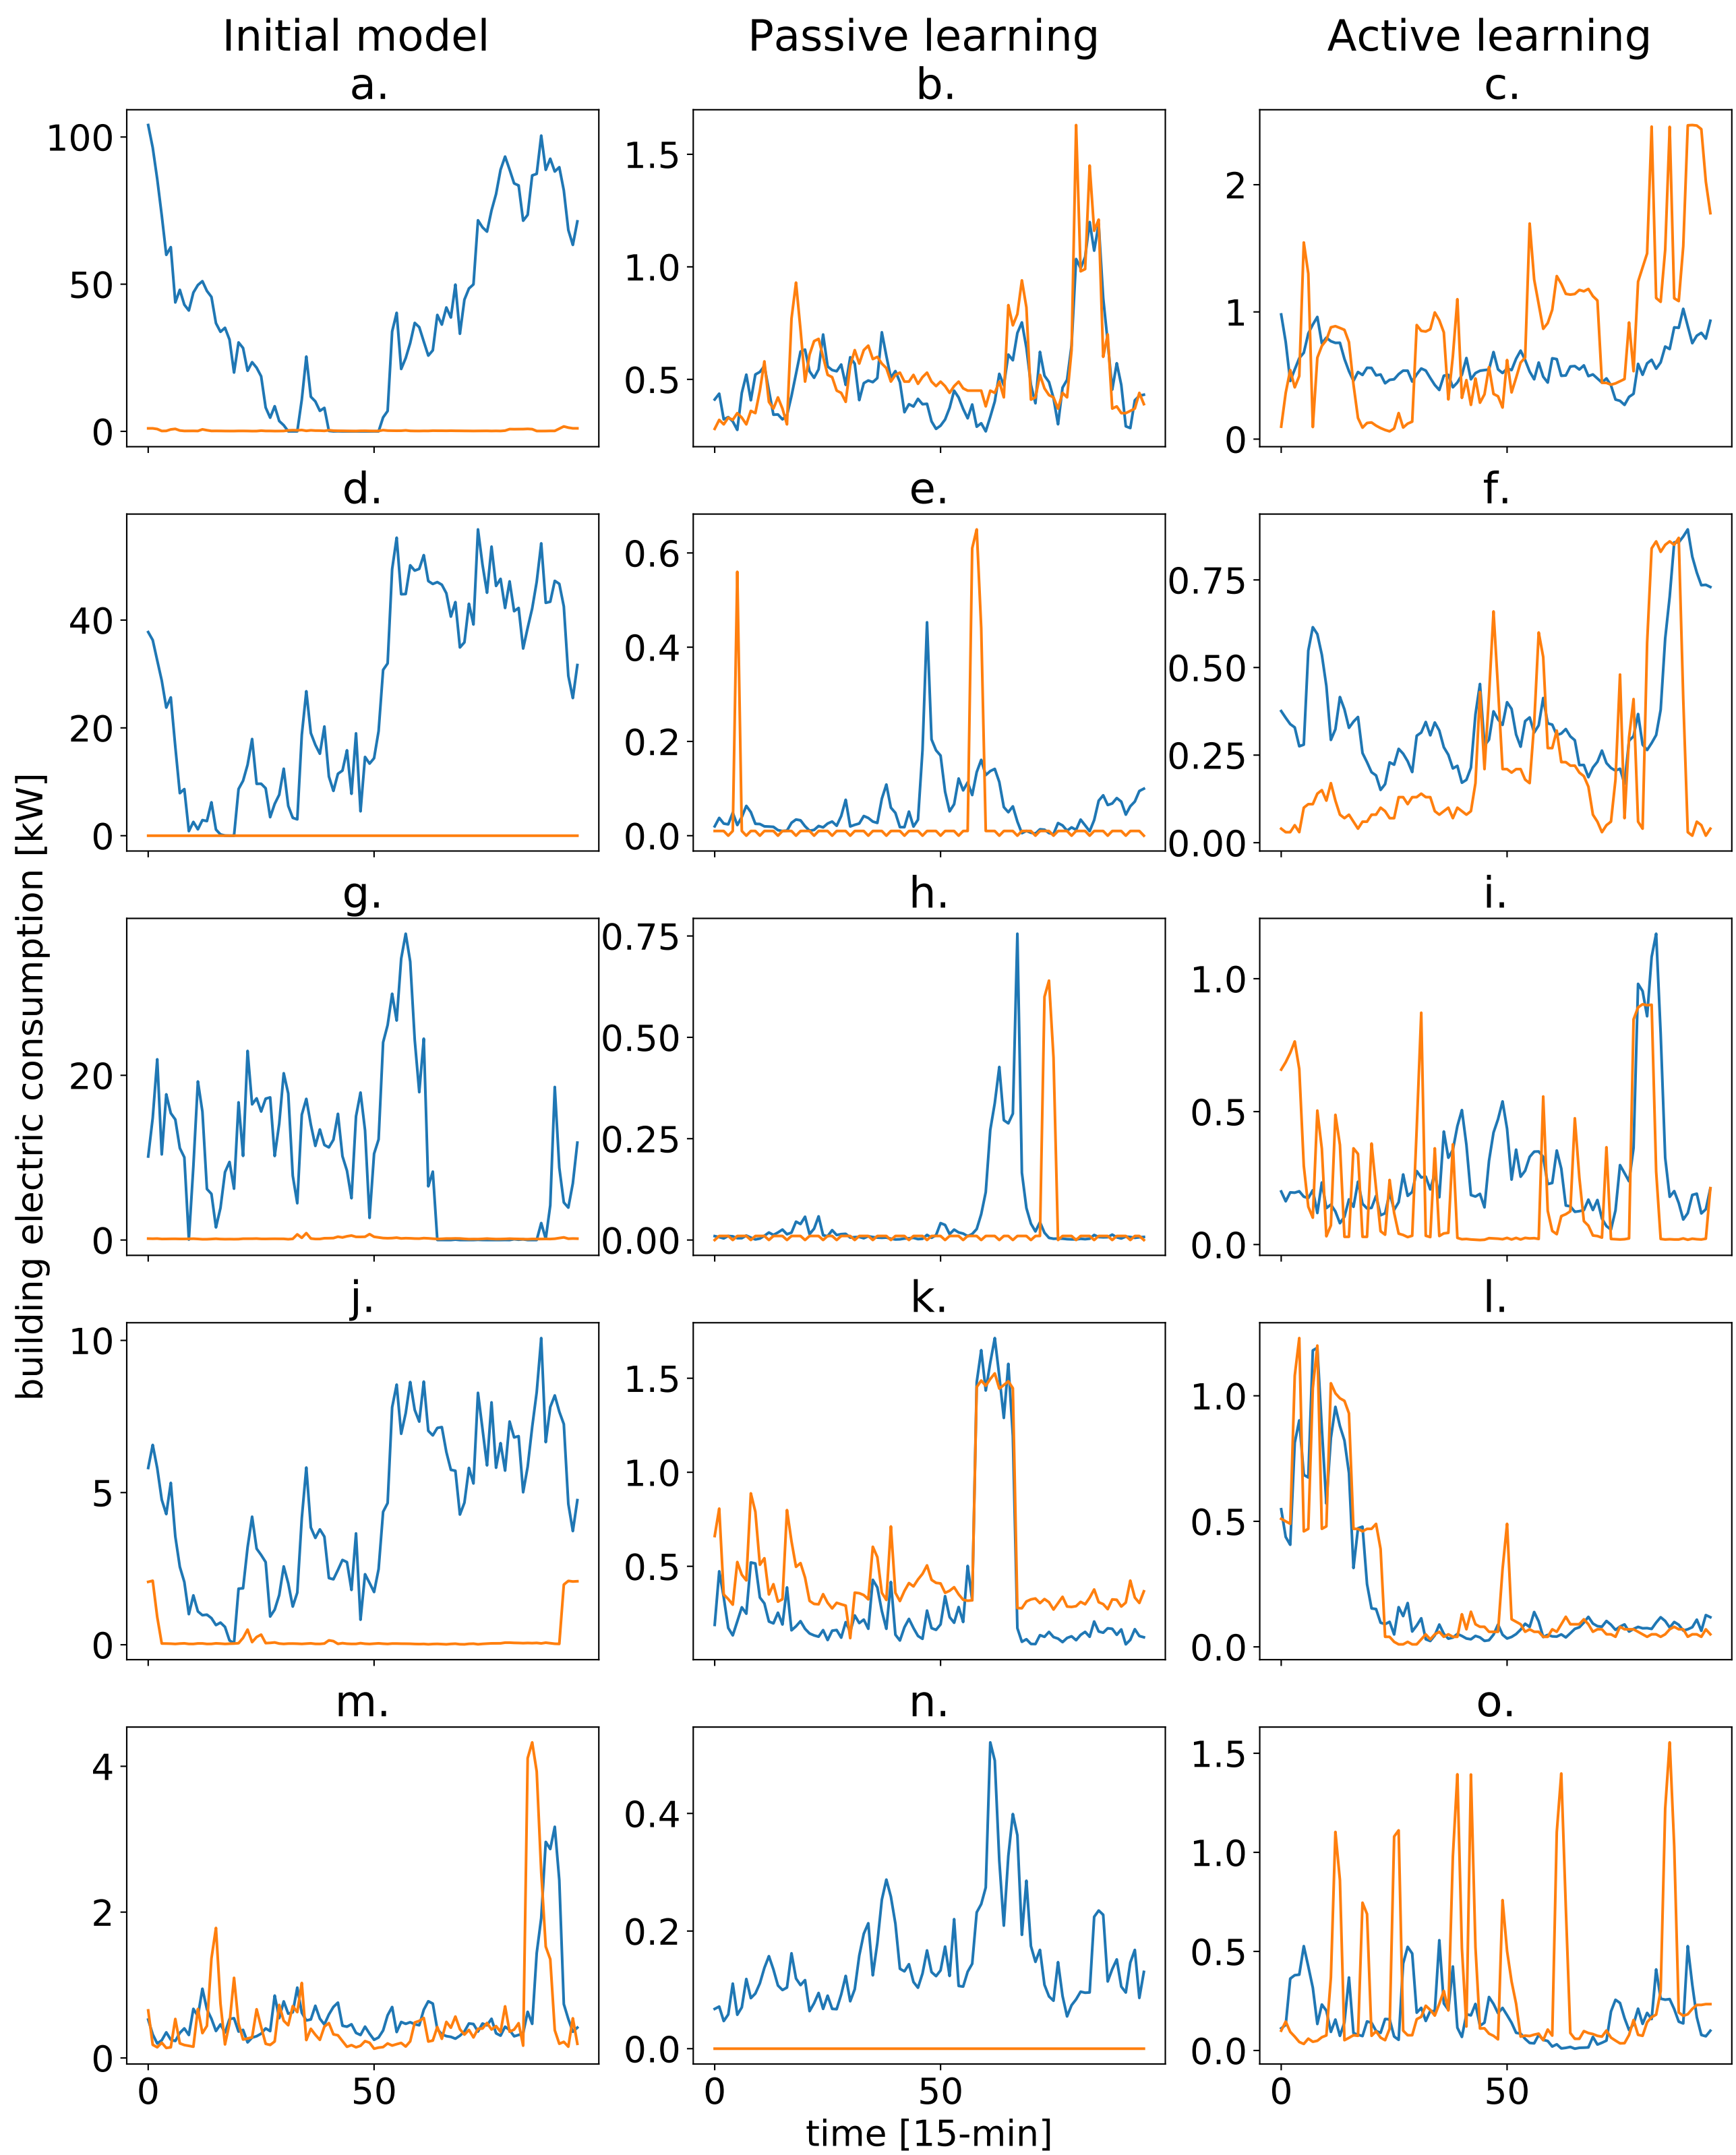 Initial model
Passive learning
Active learning
a.
b.
c.
100
50
0
1.5
1.0
0.5
2
1
0
d.
e.
f.
40
20
0
0.6
0.4
0.2
0.0
0.75
0.50
0.25
0.00
g.
h.
i.
20
0
0.75
0.50
0.25
0.00
1.0
0.5
0.0
building electric consumption [kW]
j.
k.
l.
10
5
0
1.5
1.0
0.5
1.0
0.5
0.0
m.
n.
o.
4
2
0
0.4
0.2
0.0
1.5
1.0
0.5
0.0
0 50
0 50
0 50
time [15-min]